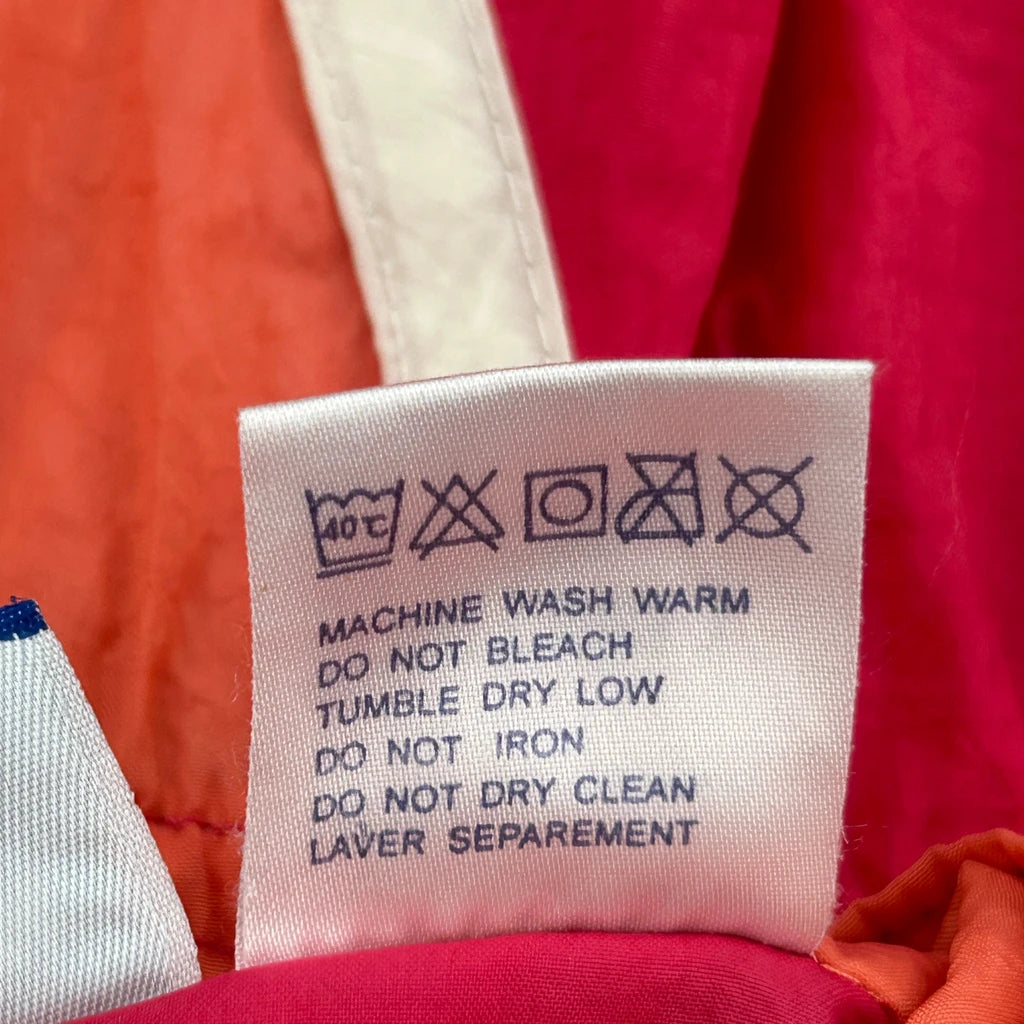 40℃
MACHINE WASH WARM
DO NOT BLEACH
TUMBLE DRY LOW
DO NOT IRON
DO NOT DRY CLEAN
LAVER SEPAREMENT